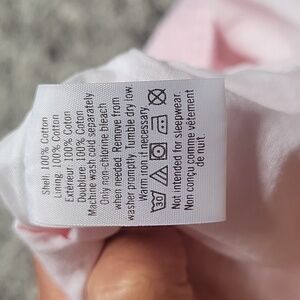 Shell: 100% Cotton
Lining: 100% Cotton
Extérieur: 100% Coton
Doublure: 100% Coton
Machine wash cold separately.
Only non-chlorine bleach
when needed. Remove from
washer promptly. Tumble dry low.
Warm iron if necessary.
30
Not intended for sleepwear.
Non conçu comme vêtement
de nuit.